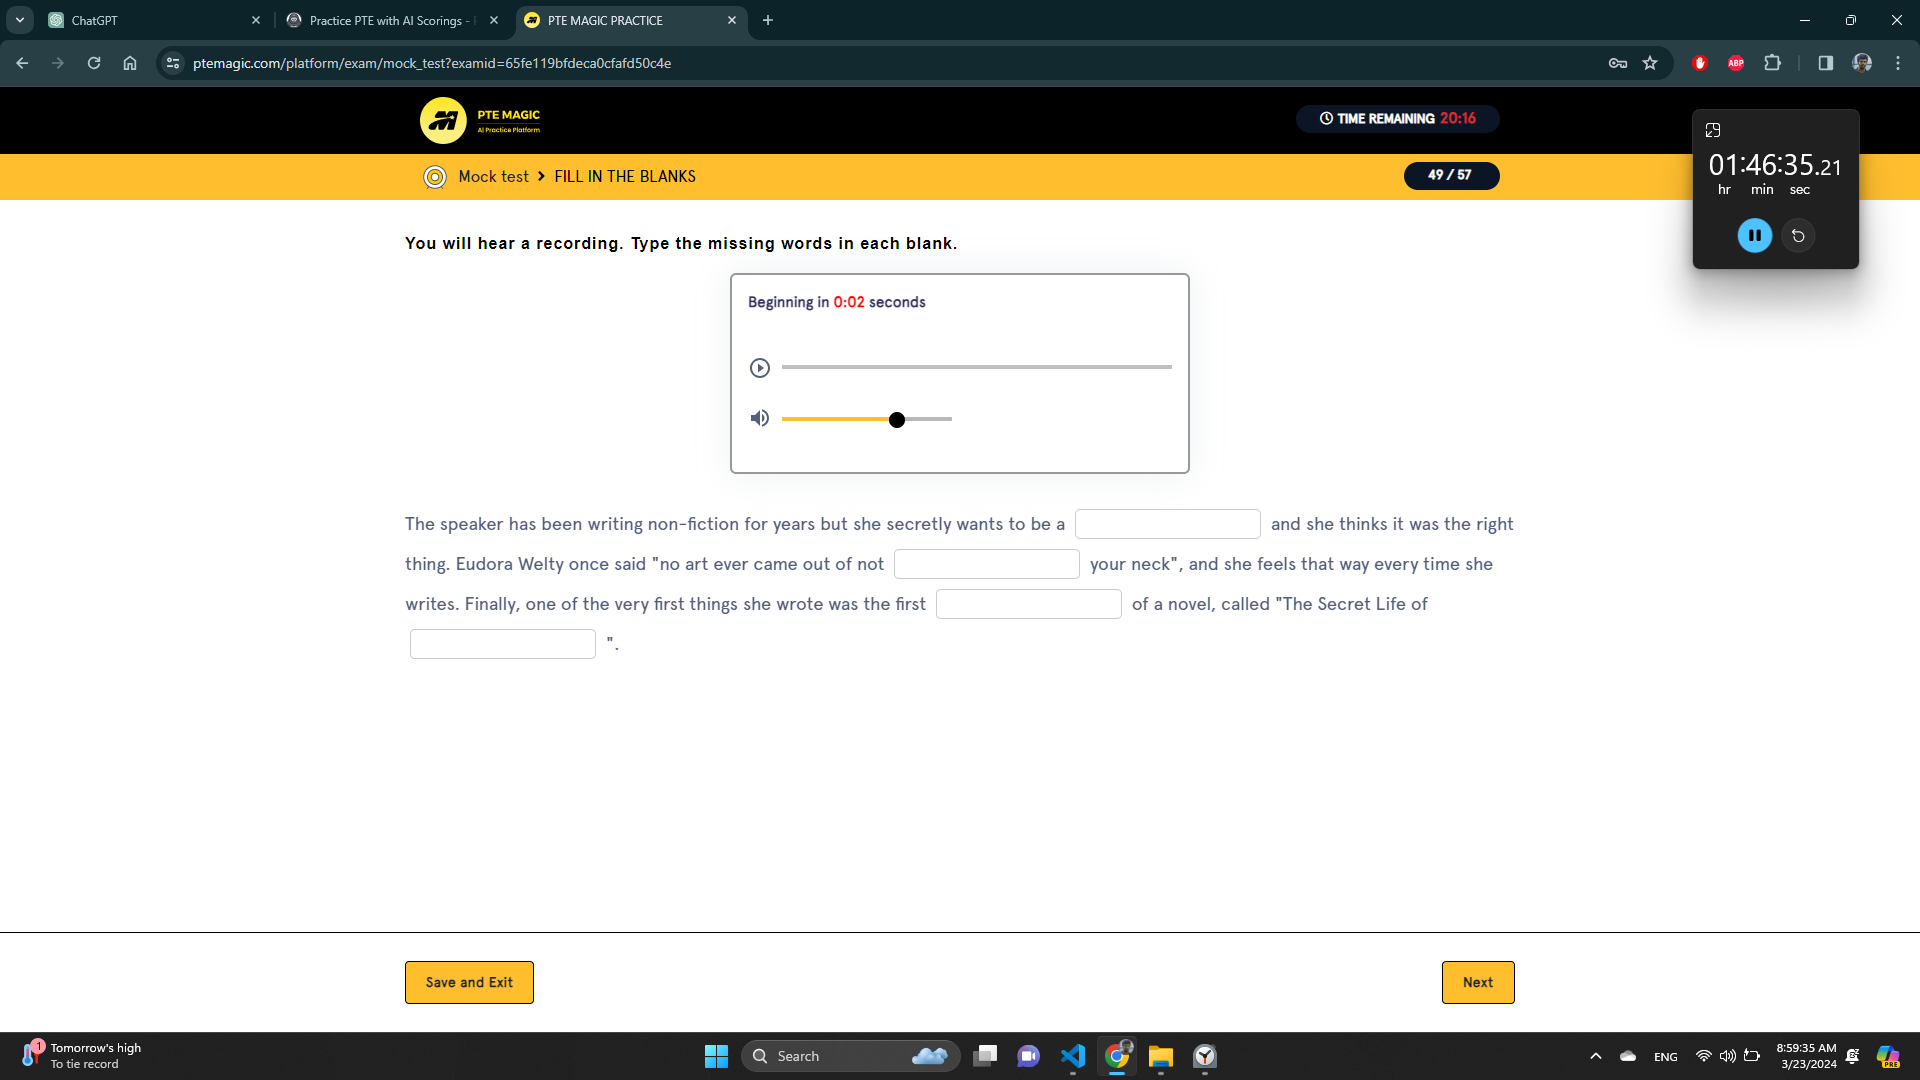 ChatGPT
Practice PTE with AI Scorings -
PTE MAGIC PRACTICE
ptemagic.com/platform/exam/mock_test?examid=65fe119bfdeca0cfafd50c4e
ABP
PTE MAGIC
AI Practice Platform
TIME REMAINING 20:16
01:46:35.21
hr min sec
Mock test > FILL IN THE BLANKS
49 / 57
You will hear a recording. Type the missing words in each blank.
Beginning in 0:02 seconds
The speaker has been writing non-fiction for years but she secretly wants to be a and she thinks it was the right
thing. Eudora Welty once said "no art ever came out of not your neck", and she feels that way every time she
writes. Finally, one of the very first things she wrote was the first of a novel, called "The Secret Life of
".
Save and Exit
Next
1
Tomorrow's high
To tie record
Search
ENG
8:59:35 AM
3/23/2024
PRE